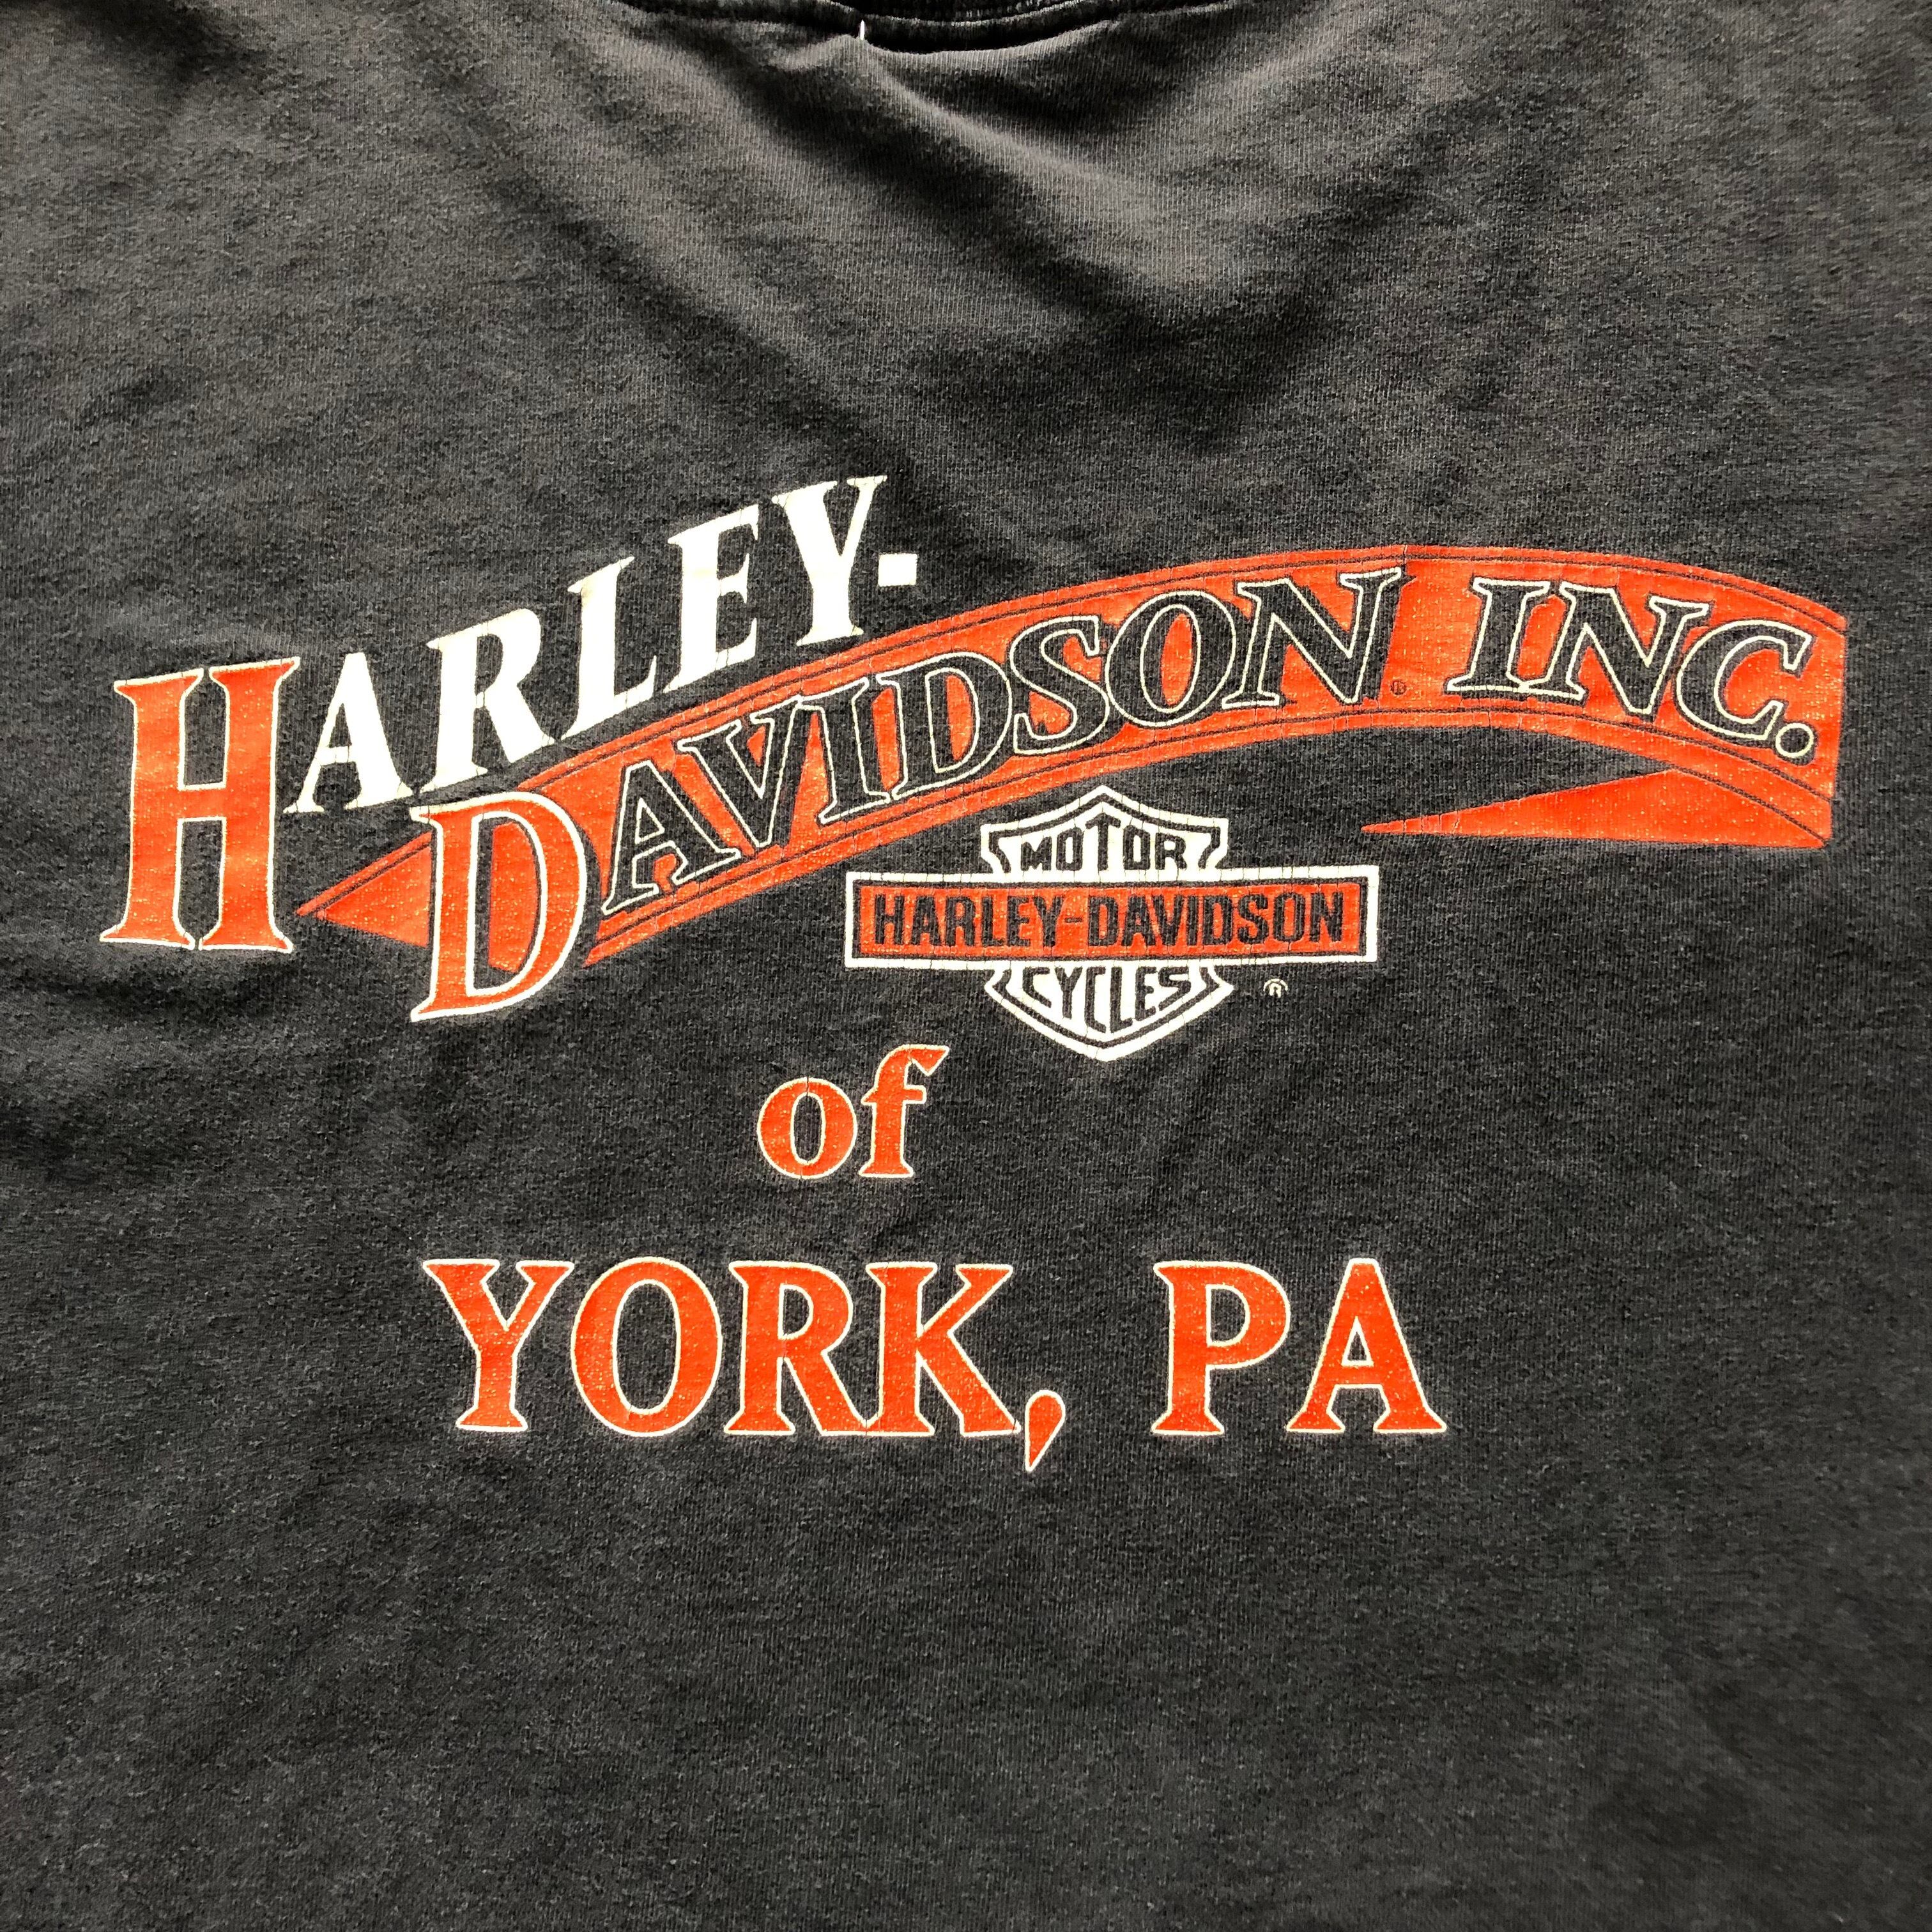 HARLEY-
DAVIDSON® INC.
MOTOR
HARLEY-DAVIDSON
CYCLES ®
of
YORK, PA